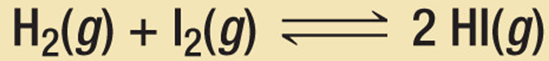 H₂(g) + I₂(g) ⇌ 2 HI(g)